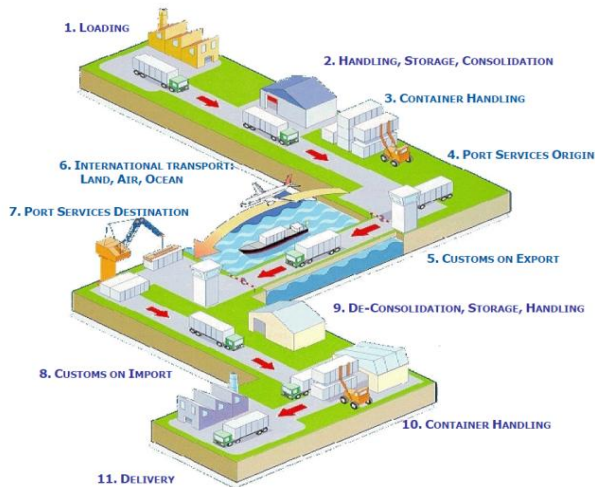 1. LOADING
2. HANDLING, STORAGE, CONSOLIDATION
3. CONTAINER HANDLING
4. PORT SERVICES ORIGIN
5. CUSTOMS ON EXPORT
6. INTERNATIONAL TRANSPORT:
LAND, AIR, OCEAN
7. PORT SERVICES DESTINATION
8. CUSTOMS ON IMPORT
9. DE-CONSOLIDATION, STORAGE, HANDLING
10. CONTAINER HANDLING
11. DELIVERY